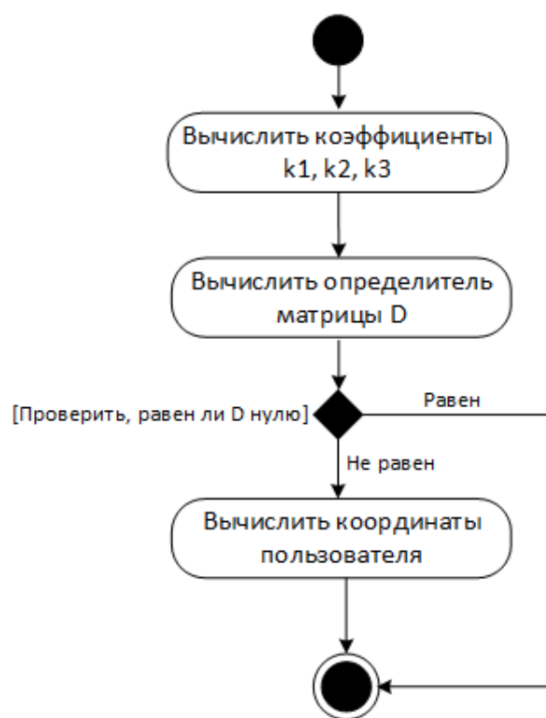 Вычислить коэффициенты
k1, k2, k3
Вычислить определитель
матрицы D
[Проверить, равен ли D нулю]
Равен
Не равен
Вычислить координаты
пользователя